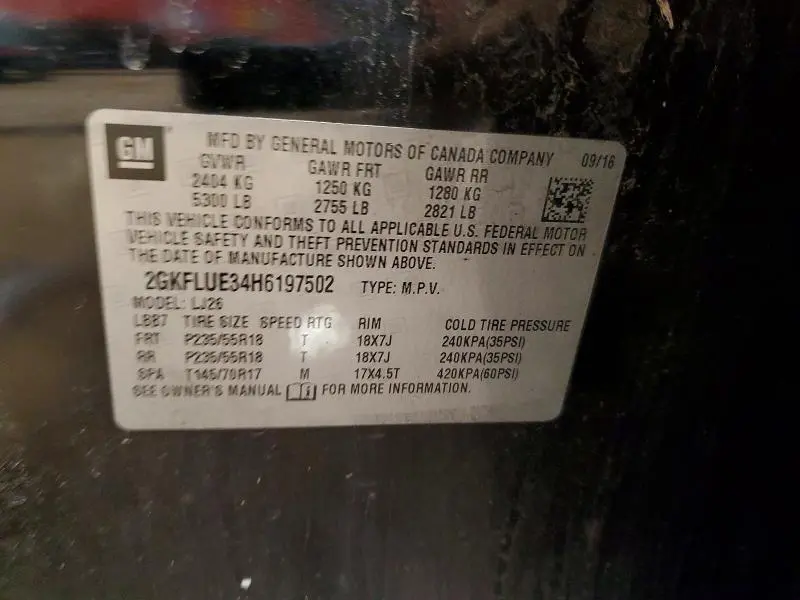 GM
MFD BY GENERAL MOTORS OF CANADA COMPANY 09/16
GVWR GAWR FRT GAWR RR
2404 KG 1250 KG 1280 KG
5300 LB 2755 LB 2821 LB
THIS VEHICLE CONFORMS TO ALL APPLICABLE U.S. FEDERAL MOTOR
VEHICLE SAFETY AND THEFT PREVENTION STANDARDS IN EFFECT ON
THE DATE OF MANUFACTURE SHOWN ABOVE.
2GKFLUE34H6197502 TYPE: M.P.V.
MODEL: LJ26
LBB7 TIRE SIZE SPEED RTG RIM COLD TIRE PRESSURE
FRT P235/55R18 T 18X7J 240KPA(35PSI)
RR P235/55R18 T 18X7J 240KPA(35PSI)
SPA T145/70R17 M 17X4.5T 420KPA(60PSI)
SEE OWNER'S MANUAL FOR MORE INFORMATION.